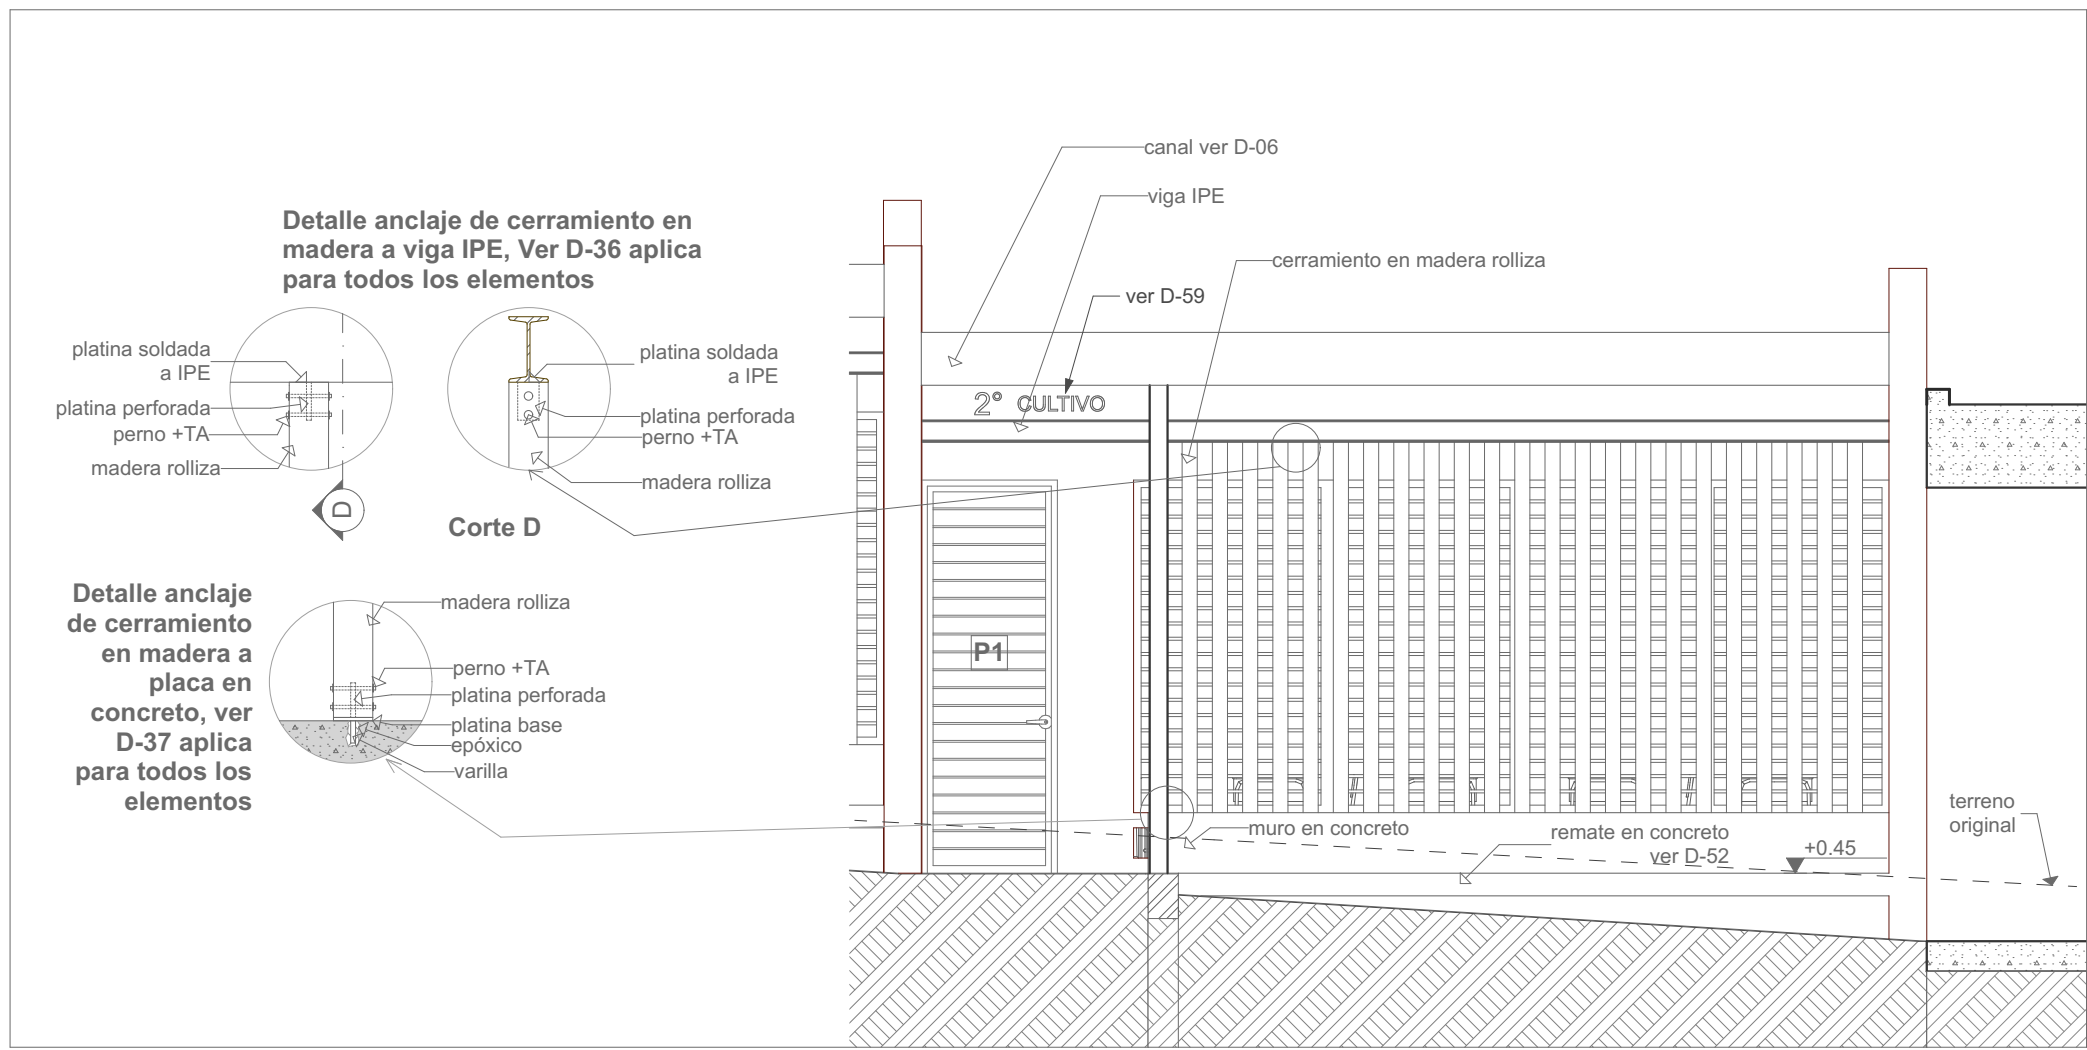 canal ver D-06
viga IPE
cerramiento en madera rolliza
ver D-59
2° CULTIVO
Detalle anclaje de cerramiento en
madera a viga IPE, Ver D-36 aplica
para todos los elementos
platina soldada
a IPE
platina perforada
perno +TA
madera rolliza
D
platina soldada
a IPE
platina perforada
perno +TA
madera rolliza
Corte D
Detalle anclaje
de cerramiento
en madera a
placa en
concreto, ver
D-37 aplica
para todos los
elementos
madera rolliza
perno +TA
platina perforada
platina base
epóxico
varilla
P1
muro en concreto
remate en concreto
ver D-52
+0.45
terreno
original